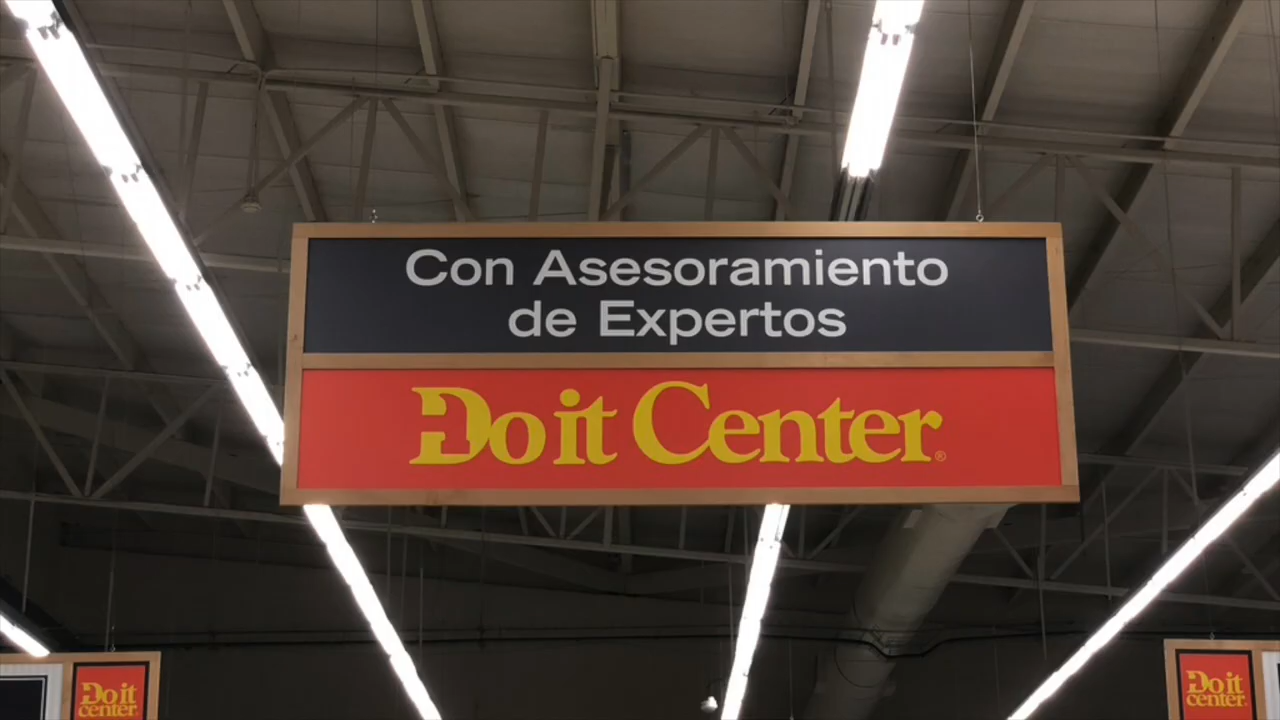 Con Asesoramiento
de Expertos
Do it Center®
Do it
center.
Do it
center.